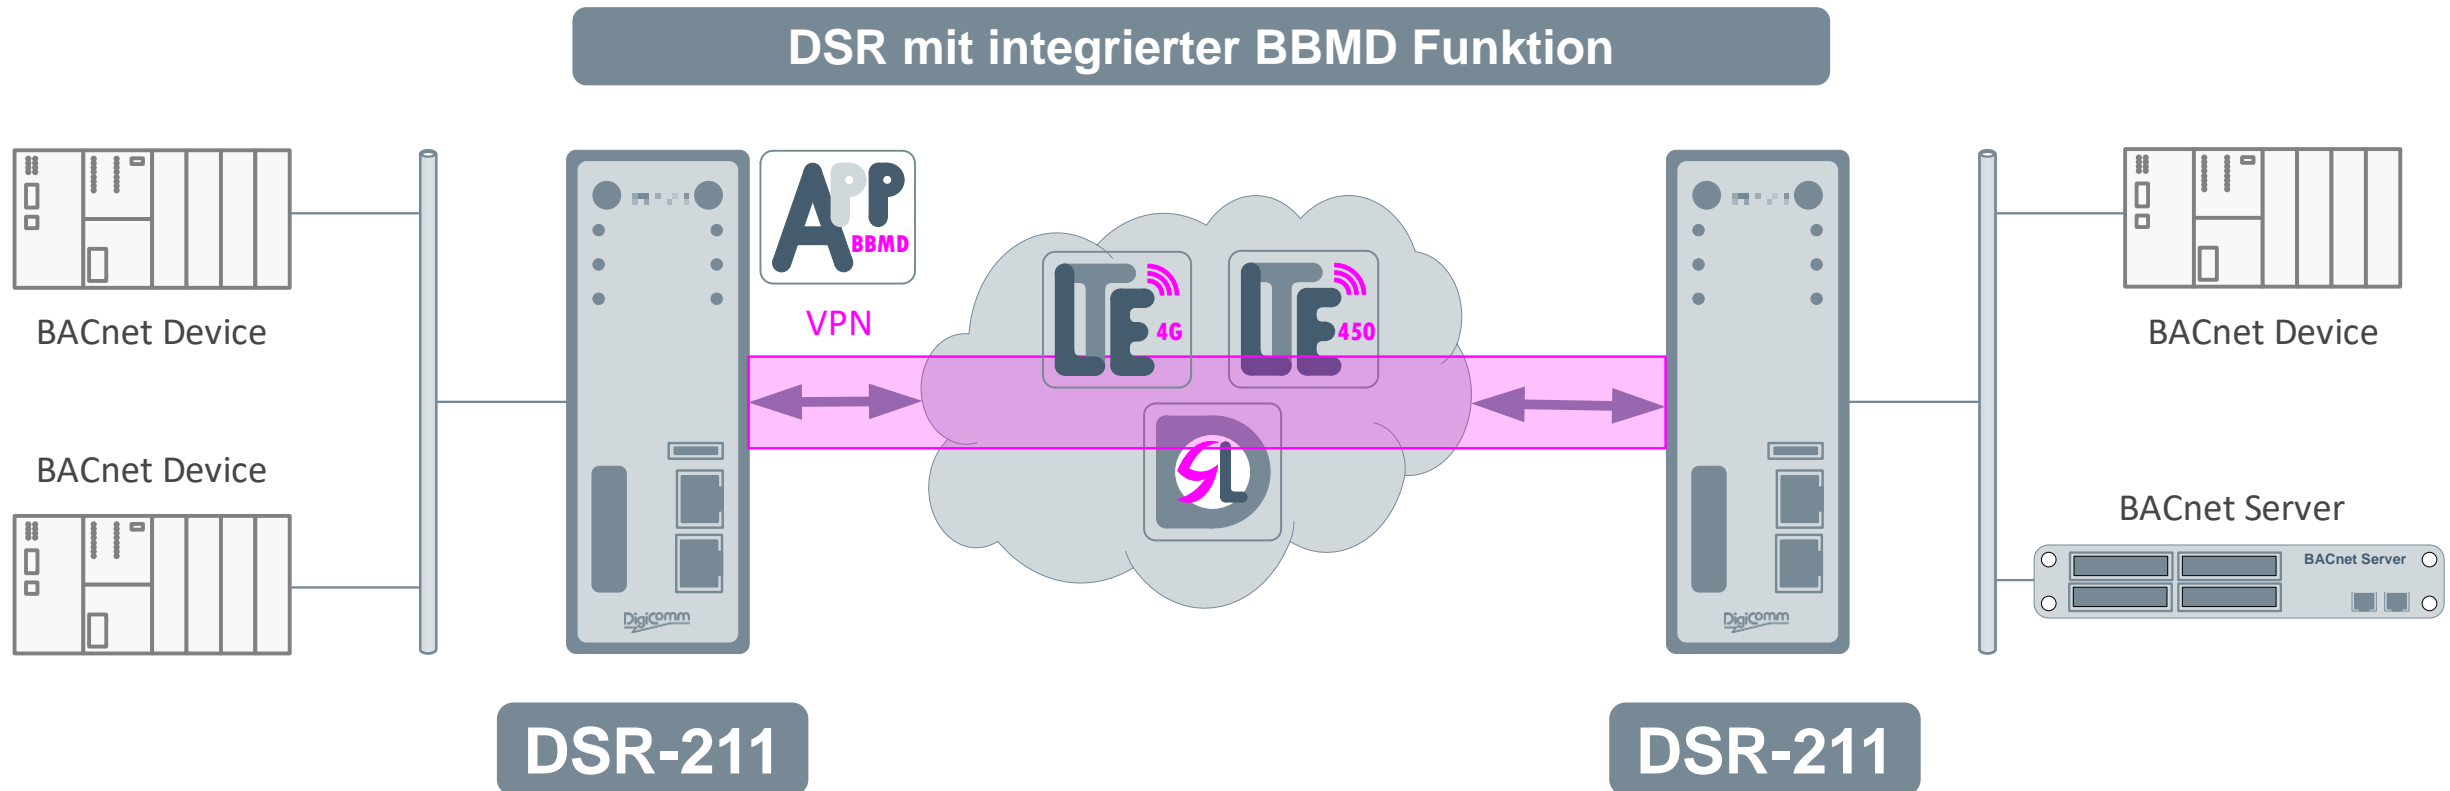 DSR mit integrierter BBMD Funktion
APP
BBMD
VPN
LTE
4G
LTE
450
DSL
BACnet Device
BACnet Device
BACnet Device
BACnet Server
BACnet Server
DigiComm
DigiComm
DSR-211
DSR-211